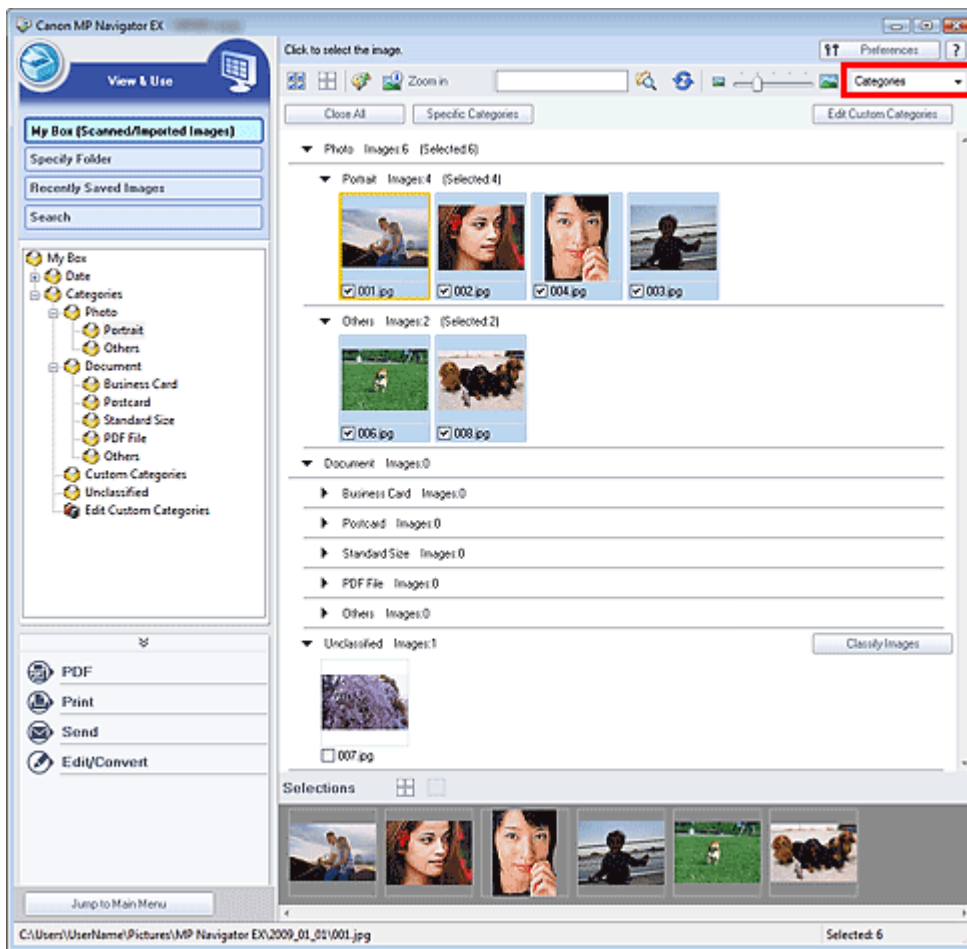 Canon MP Navigator EX
View & Use
My Box (Scanned/Imported Images)
Specify Folder
Recently Saved Images
Search
My Box
Date
Categories
Photo
Portrait
Others
Document
Business Card
Postcard
Standard Size
PDF File
Others
Custom Categories
Unclassified
Edit Custom Categories
PDF
Print
Send
Edit/Convert
Jump to Main Menu
Click to select the image.
Preferences ?
Zoom in
Categories
Close All Specific Categories Edit Custom Categories
Photo Images:6 (Selected:6)
Portrait Images:4 (Selected:4)
001.jpg 002.jpg 004.jpg 003.jpg
Others Images:2 (Selected:2)
006.jpg 008.jpg
Document Images:0
Business Card Images:0
Postcard Images:0
Standard Size Images:0
PDF File Images:0
Others Images:0
Unclassified Images:1 Classify Images
007.jpg
Selections
C:\Users\UserName\Pictures\MP Navigator EX\2009_01_01\001.jpg Selected: 6